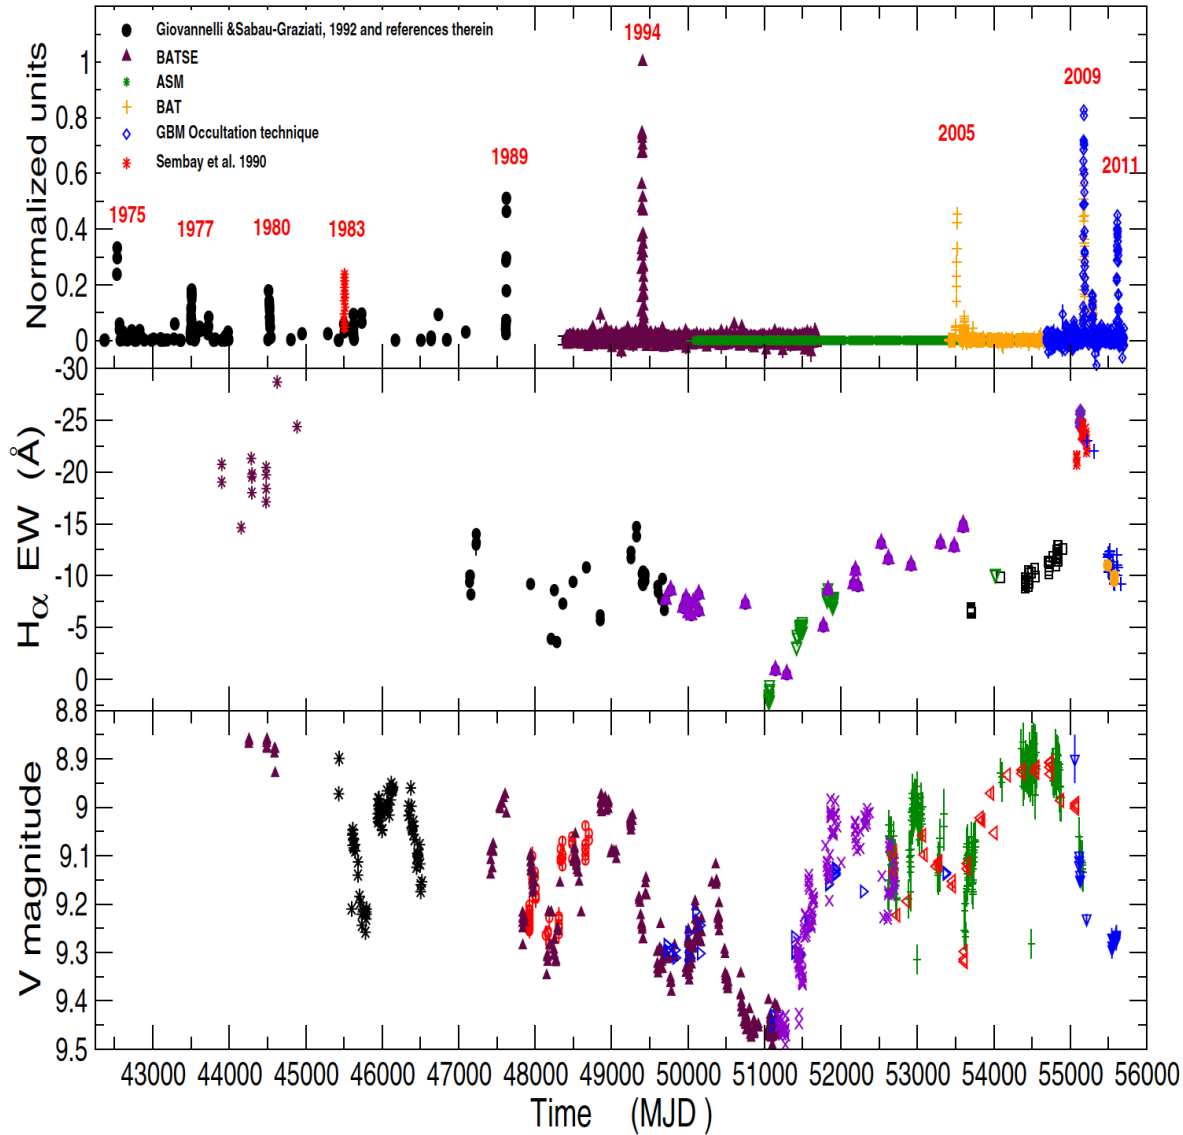 Giovannelli &Sabau-Graziati, 1992 and references therein
BATSE
ASM
BAT
GBM Occultation technique
Sembay et al. 1990
1975
1977
1980
1983
1989
1994
2005
2009
2011
Normalized units
1
0.8
0.6
0.4
0.2
0
Hα EW (Å)
-30
-25
-20
-15
-10
-5
0
V magnitude
8.8
8.9
9
9.1
9.2
9.3
9.4
9.5
43000 44000 45000 46000 47000 48000 49000 50000 51000 52000 53000 54000 55000 56000
Time (MJD )